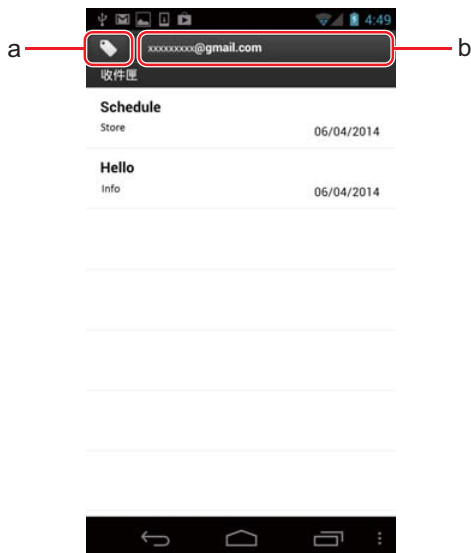 4:49
a
xxxxxxxxx@gmail.com
b
收件匣
Schedule
Store
06/04/2014
Hello
Info
06/04/2014